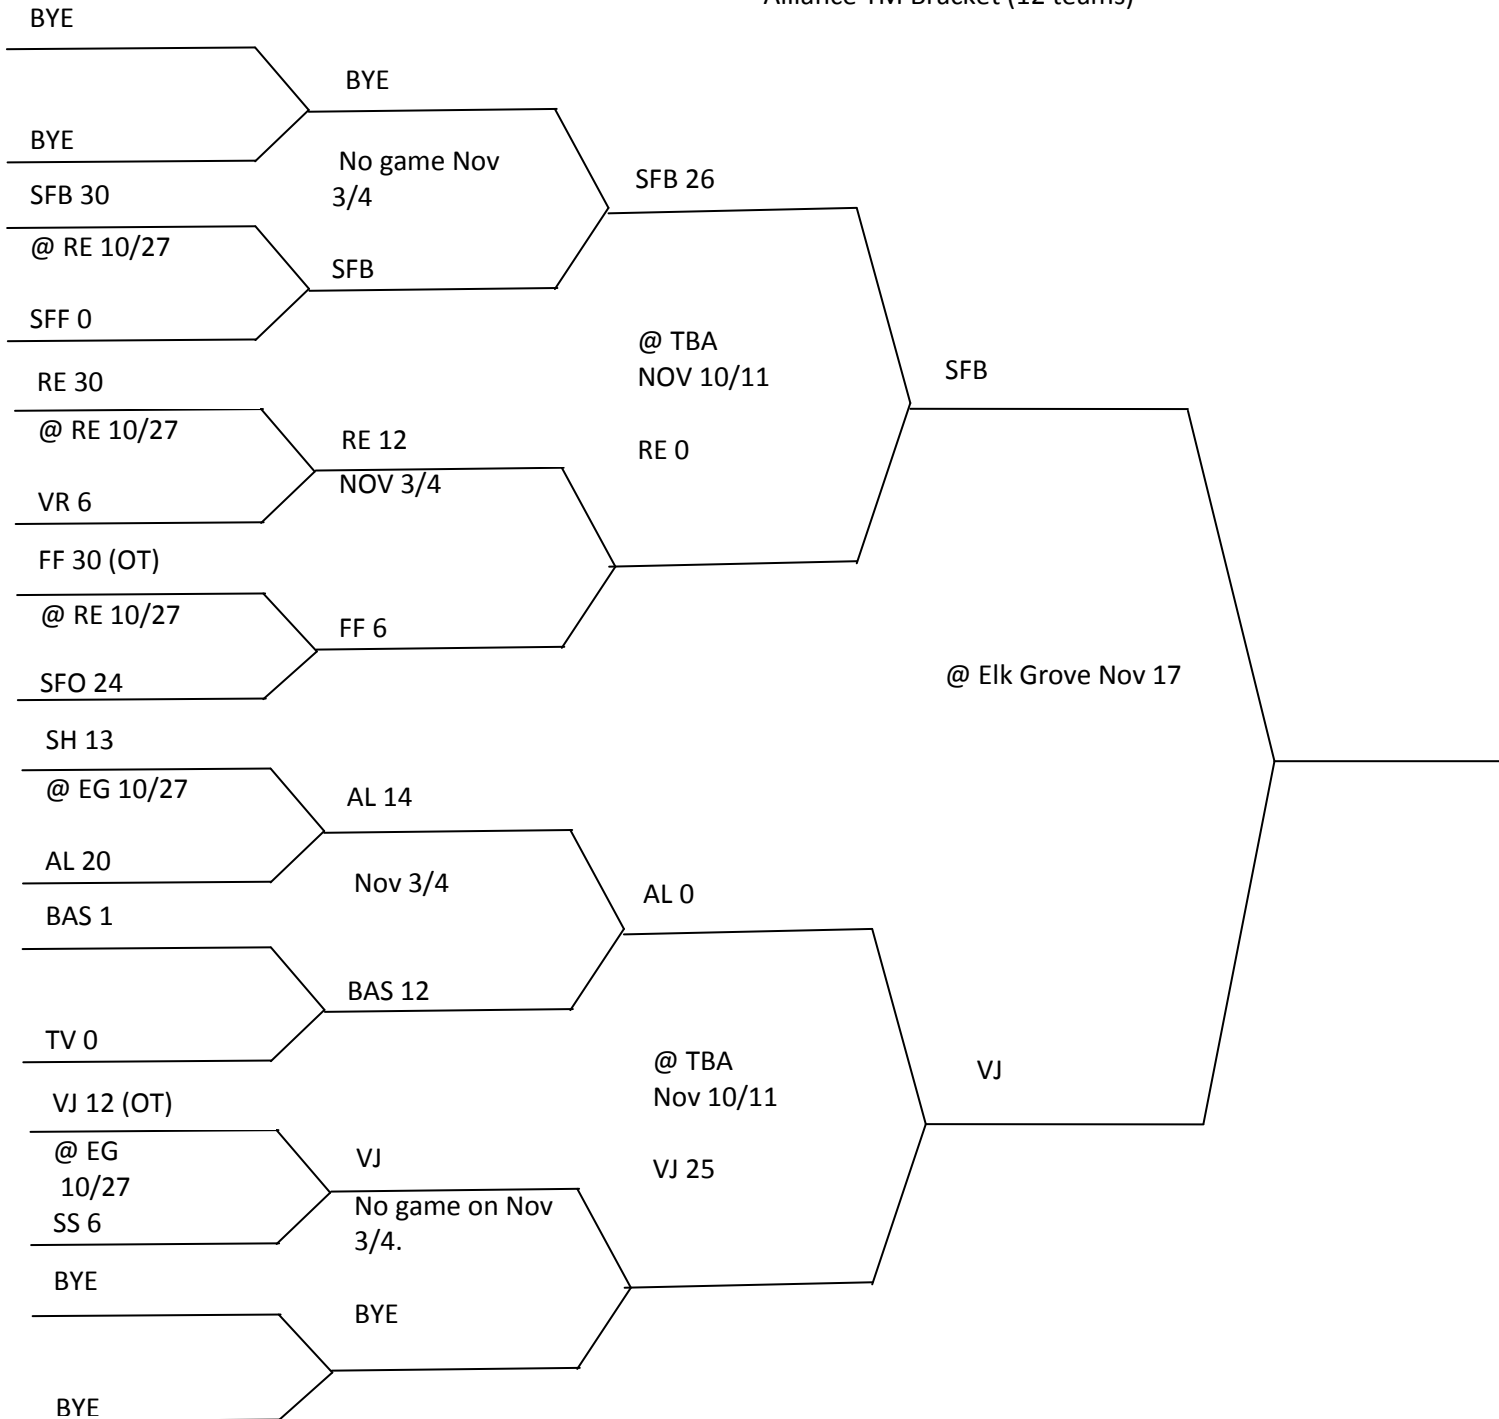 Alliance TM Bracket (12 teams)
BYE
BYE
BYE
No game Nov
3/4
SFB 30
SFB 26
@ RE 10/27
SFB
SFF 0
@ TBA
NOV 10/11
RE 30
SFB
@ RE 10/27
RE 12
RE 0
NOV 3/4
VR 6
FF 30 (OT)
@ RE 10/27
FF 6
SFO 24
@ Elk Grove Nov 17
SH 13
@ EG 10/27
AL 14
AL 20
Nov 3/4
AL 0
BAS 1
BAS 12
TV 0
@ TBA
Nov 10/11
VJ
VJ 12 (OT)
@ EG
10/27
VJ
VJ 25
SS 6
No game on Nov
3/4.
BYE
BYE
BYE